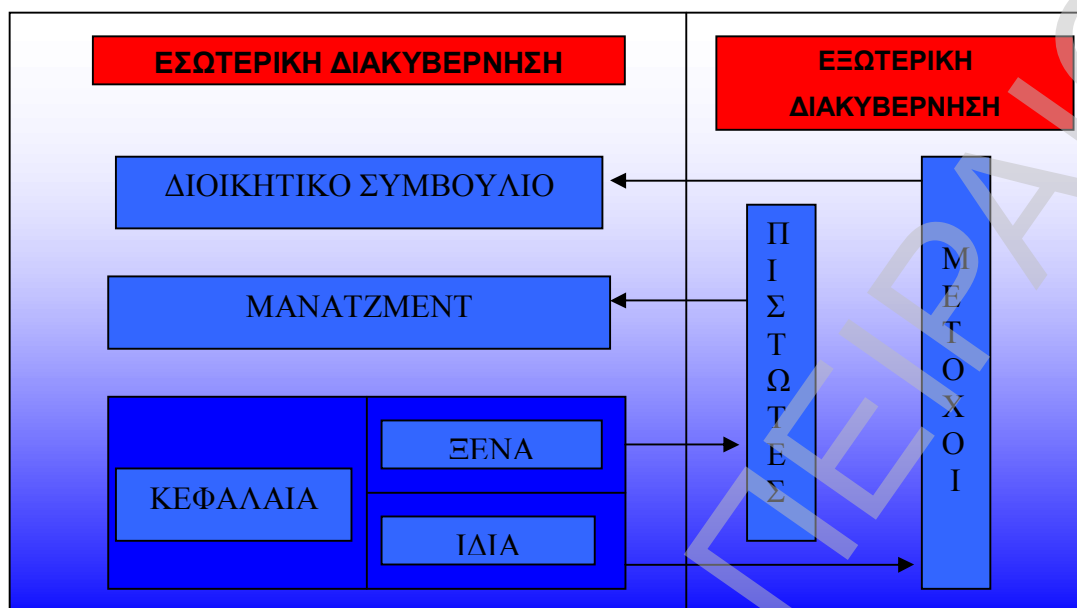 ΕΣΩΤΕΡΙΚΗ ΔΙΑΚΥΒΕΡΝΗΣΗ
ΕΞΩΤΕΡΙΚΗ
ΔΙΑΚΥΒΕΡΝΗΣΗ
ΔΙΟΙΚΗΤΙΚΟ ΣΥΜΒΟΥΛΙΟ
ΜΑΝΑΤΖΜΕΝΤ
ΚΕΦΑΛΑΙΑ
ΞΕΝΑ
ΙΔΙΑ
ΠΙΣΤΩΤΕΣ
ΜΕΤΟΧΟΙ